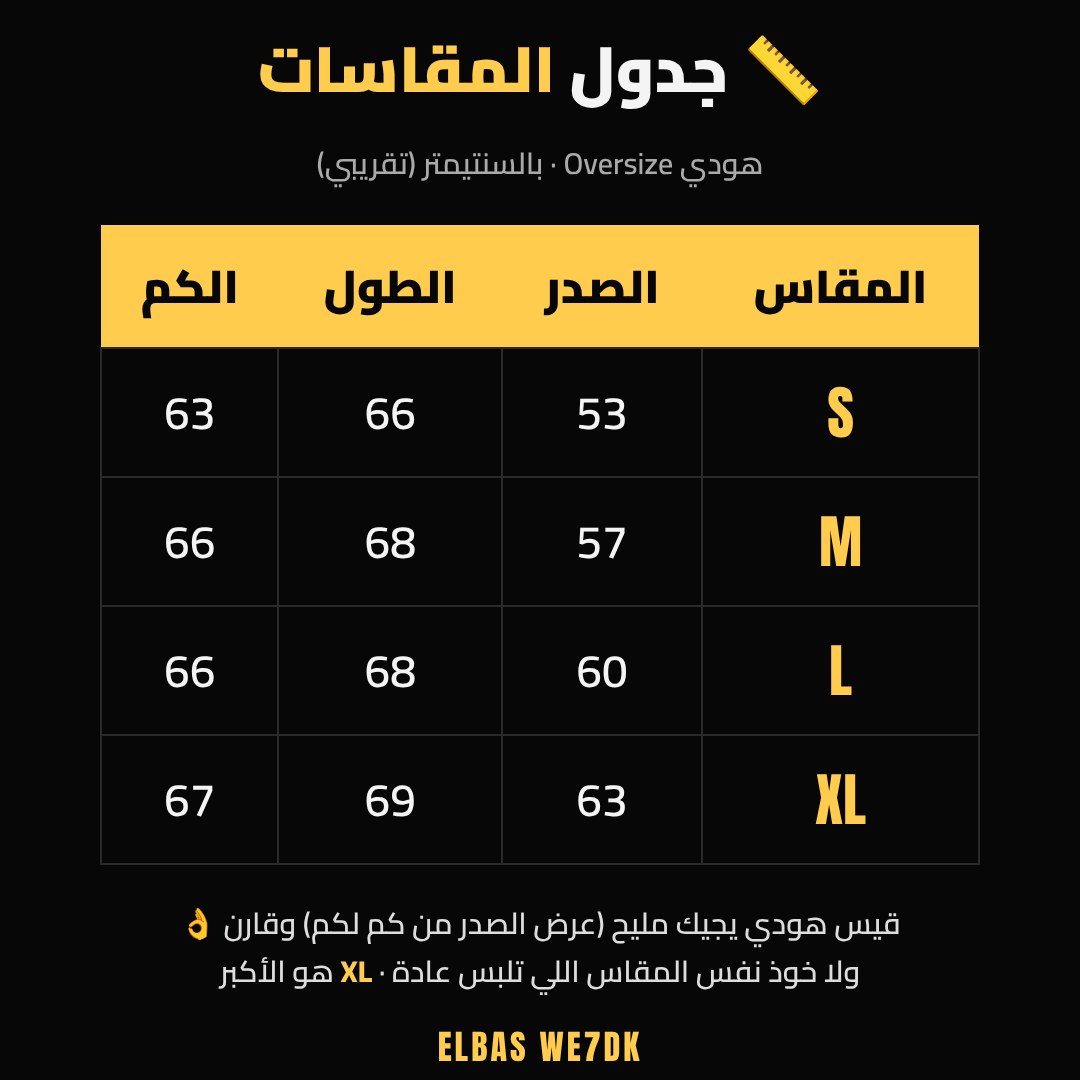 📏 جدول المقاسات
هودي Oversize · بالسنتيمتر (تقريبي)
المقاس الصدر الطول الكم
S 53 66 63
M 57 68 66
L 60 68 66
XL 63 69 67
قيس هودي يجيك مليح (عرض الصدر من كم لكم) وقارن 👌
ولا خوذ نفس المقاس اللي تلبس عادة · XL هو الأكبر
ELBAS WE7DK